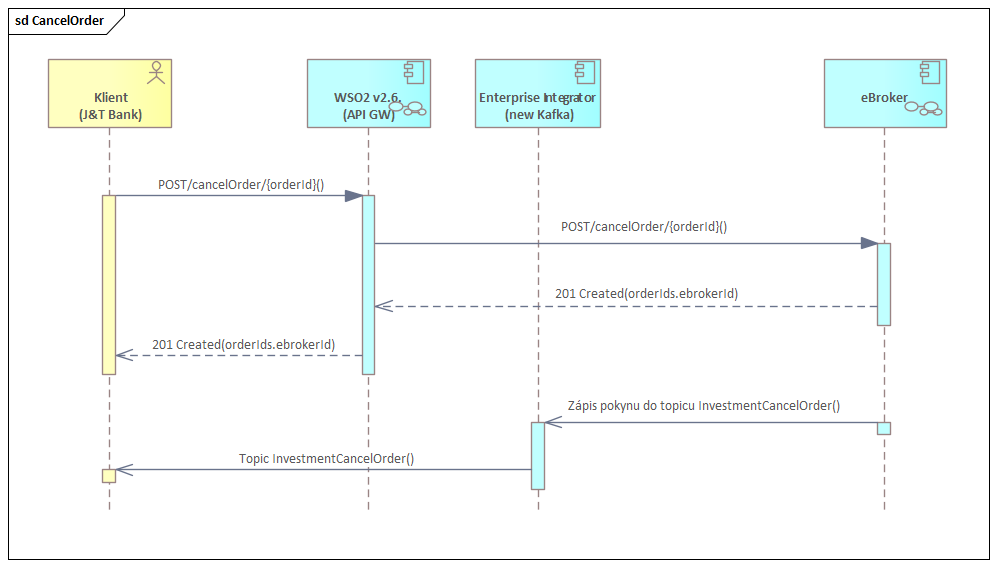 sd CancelOrder
Klient
(J&T Bank)
WSO2 v2.6.
(API GW)
Enterprise Integrator
(new Kafka)
eBroker
POST/cancelOrder/{orderId}()
POST/cancelOrder/{orderId}()
201 Created(orderIds.ebrokerId)
201 Created(orderIds.ebrokerId)
Zápis pokynu do topicu InvestmentCancelOrder()
Topic InvestmentCancelOrder()